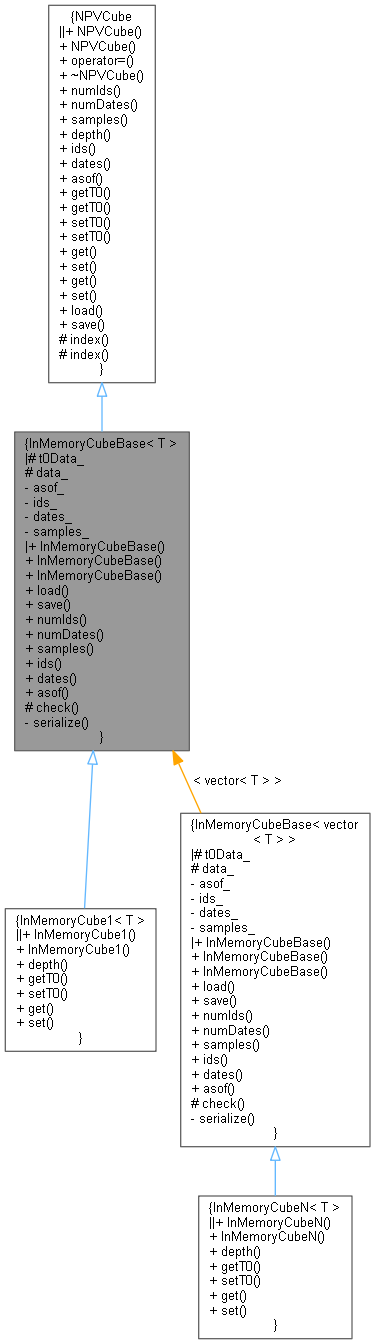 {NPVCube
||+ NPVCube()
+ NPVCube()
+ operator=()
+ ~NPVCube()
+ numIds()
+ numDates()
+ samples()
+ depth()
+ ids()
+ dates()
+ asof()
+ getT0()
+ getT0()
+ setT0()
+ setT0()
+ get()
+ set()
+ get()
+ set()
+ load()
+ save()
# index()
# index()
}
{InMemoryCubeBase< T >
|# t0Data_
# data_
- asof_
- ids_
- dates_
- samples_
|+ InMemoryCubeBase()
+ InMemoryCubeBase()
+ InMemoryCubeBase()
+ load()
+ save()
+ numIds()
+ numDates()
+ samples()
+ ids()
+ dates()
+ asof()
# check()
- serialize()
}
< vector< T > >
{InMemoryCube1< T >
||+ InMemoryCube1()
+ InMemoryCube1()
+ depth()
+ getT0()
+ setT0()
+ get()
+ set()
}
{InMemoryCubeBase< vector
< T > >
|# t0Data_
# data_
- asof_
- ids_
- dates_
- samples_
|+ InMemoryCubeBase()
+ InMemoryCubeBase()
+ InMemoryCubeBase()
+ load()
+ save()
+ numIds()
+ numDates()
+ samples()
+ ids()
+ dates()
+ asof()
# check()
- serialize()
}
{InMemoryCubeN< T >
||+ InMemoryCubeN()
+ InMemoryCubeN()
+ depth()
+ getT0()
+ setT0()
+ get()
+ set()
}